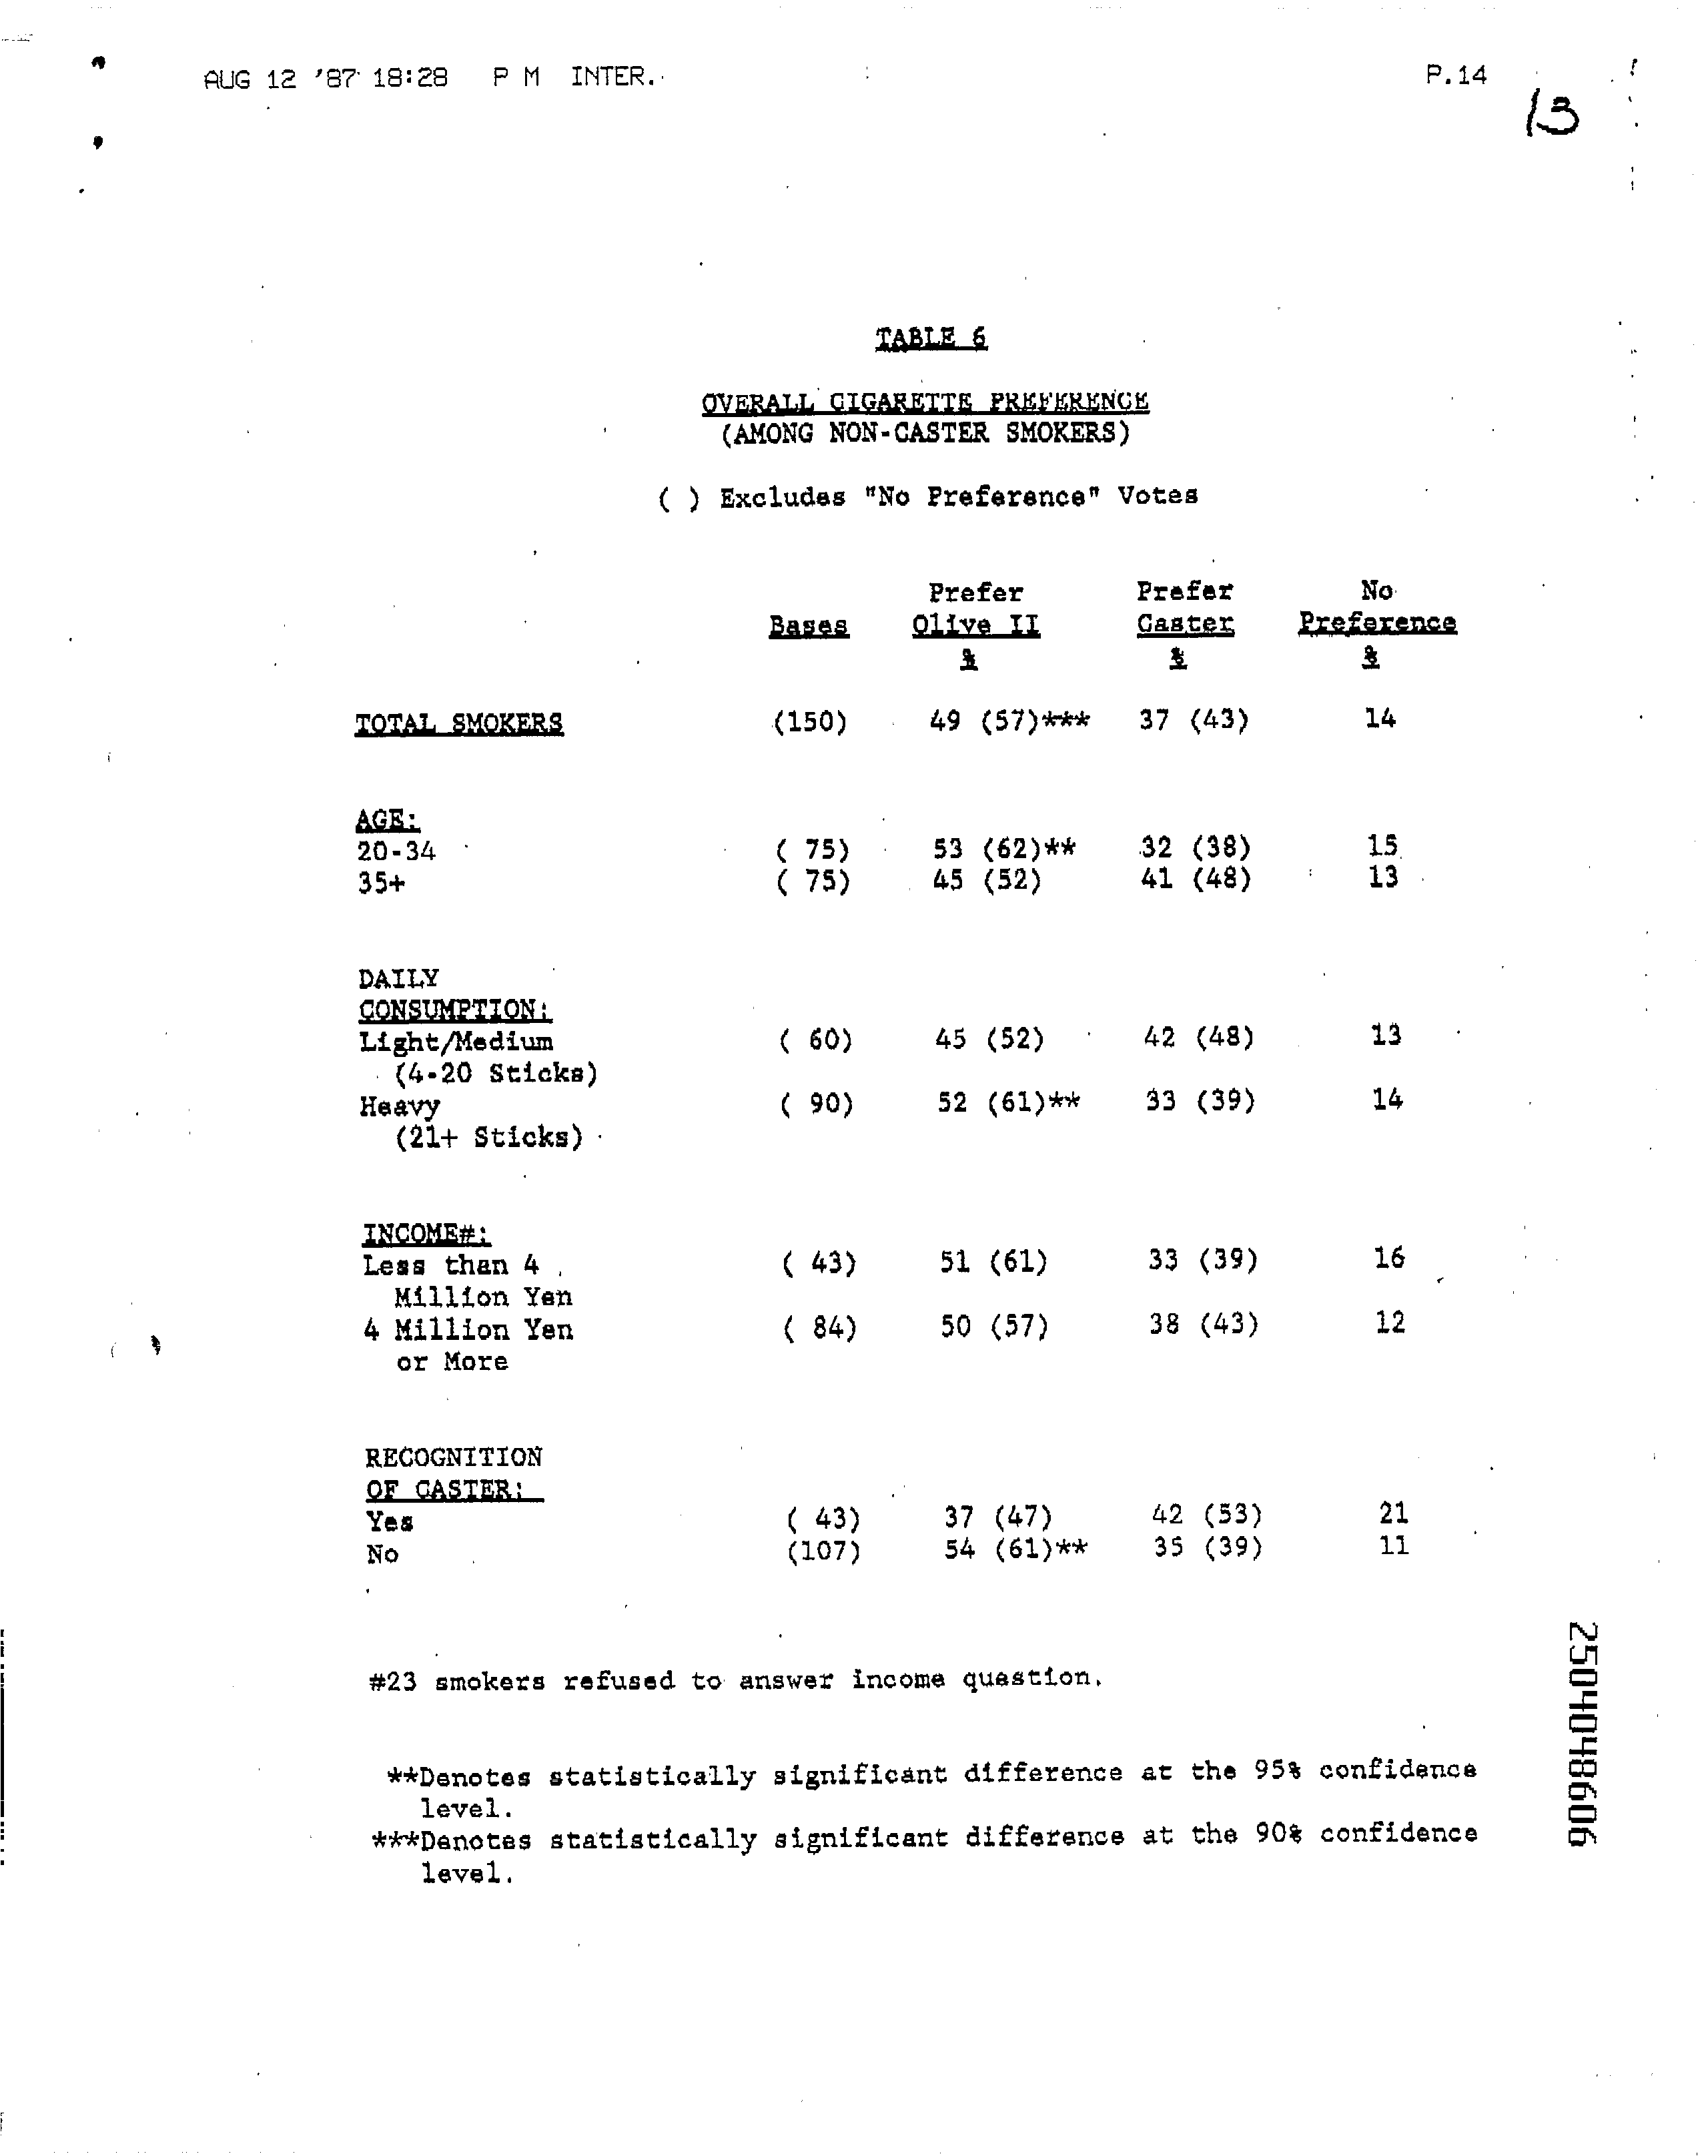 AUG 12 '87 18:28 P M INTER. P.14
13
TABLE 6
OVERALL CIGARETTE PREFERENCE
(AMONG NON-CASTER SMOKERS)
( ) Excludes "No Preference" Votes
Prefer Prefer No
Bases Olive II Caster Preference
% % %
TOTAL SMOKERS (150) 49 (57)*** 37 (43) 14
AGE:
20-34 ( 75) 53 (62)** 32 (38) 15
35+ ( 75) 45 (52) 41 (48) 13
DAILY
CONSUMPTION:
Light/Medium ( 60) 45 (52) 42 (48) 13
(4-20 Sticks)
Heavy ( 90) 52 (61)** 33 (39) 14
(21+ Sticks)
INCOME#:
Less than 4 ( 43) 51 (61) 33 (39) 16
Million Yen
4 Million Yen ( 84) 50 (57) 38 (43) 12
or More
RECOGNITION
OF CASTER:
Yes ( 43) 37 (47) 42 (53) 21
No (107) 54 (61)** 35 (39) 11
#23 smokers refused to answer income question.
**Denotes statistically significant difference at the 95% confidence
level.
***Denotes statistically significant difference at the 90% confidence
level.
2504048606